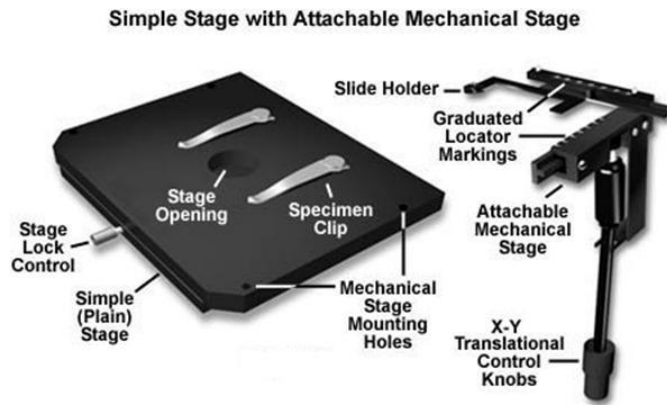 Simple Stage with Attachable Mechanical Stage
Slide Holder
Graduated
Locator
Markings
Stage
Opening
Specimen
Clip
Attachable
Mechanical
Stage
Stage
Lock
Control
Simple
(Plain)
Stage
Mechanical
Stage
Mounting
Holes
X-Y
Translational
Control
Knobs